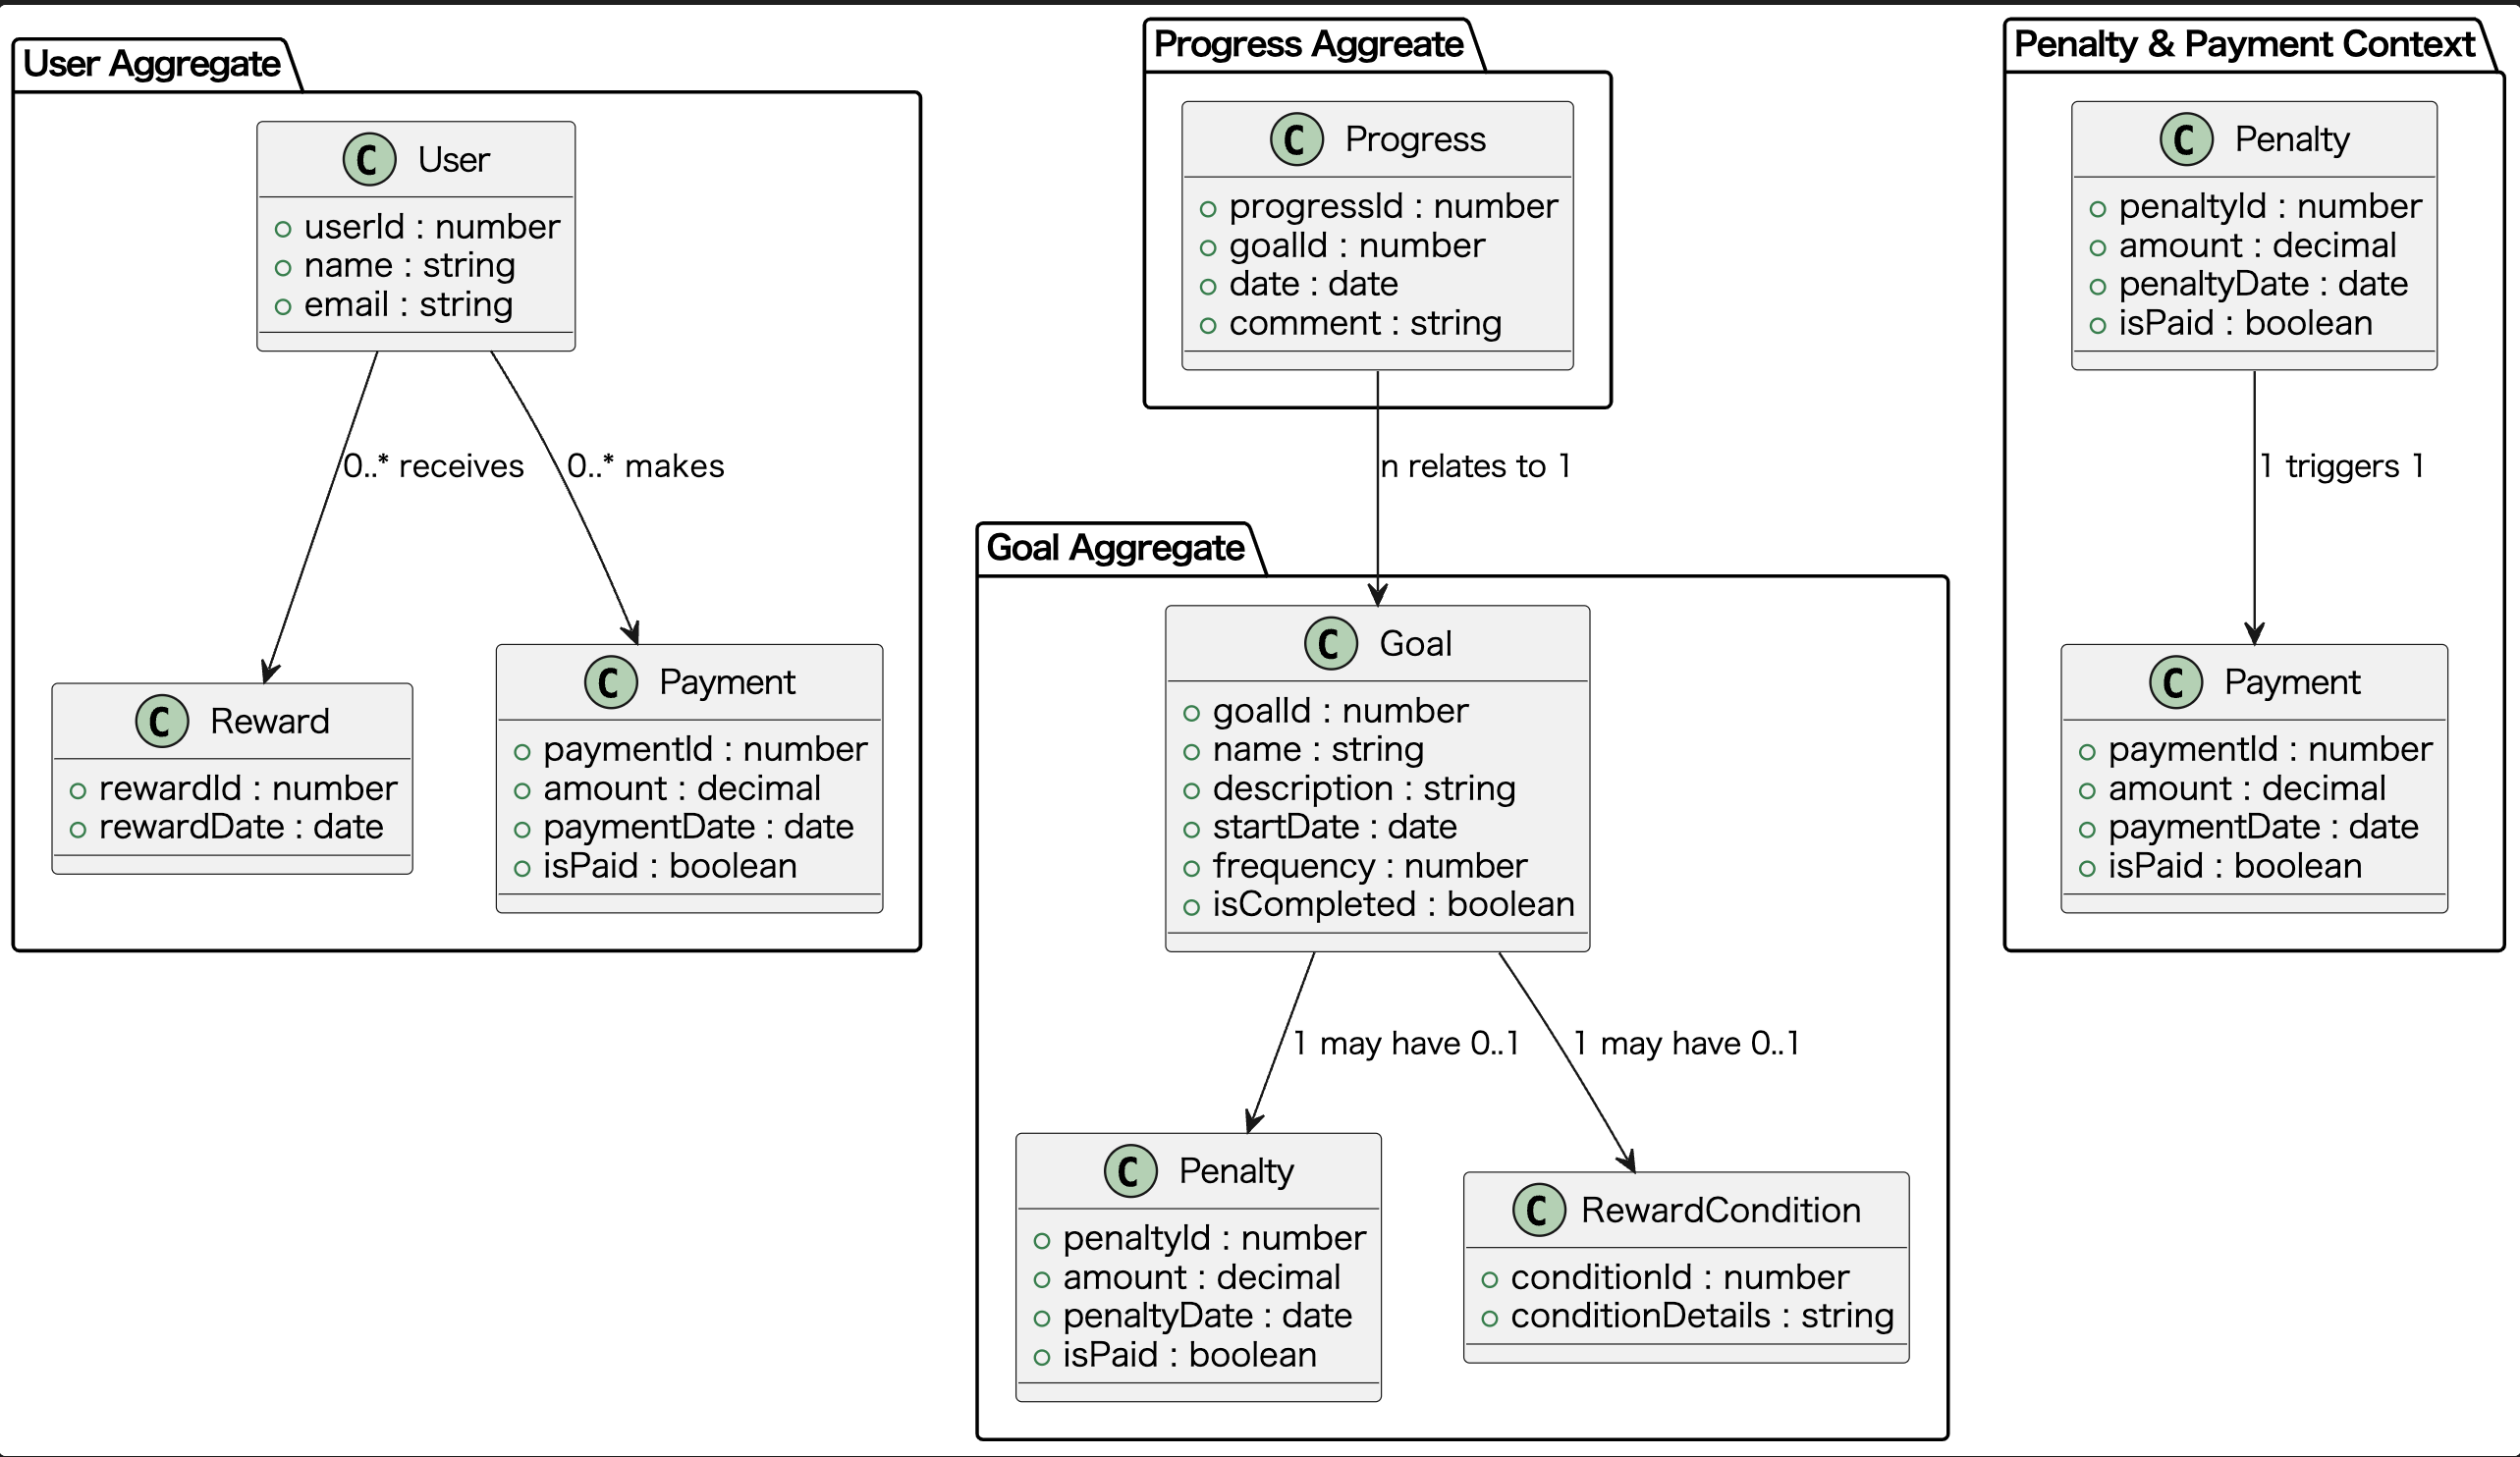 User Aggregate
C User
userId : number
name : string
email : string
0..* receives
0..* makes
C Reward
rewardId : number
rewardDate : date
C Payment
paymentId : number
amount : decimal
paymentDate : date
isPaid : boolean
Progress Aggreate
C Progress
progressId : number
goalId : number
date : date
comment : string
n relates to 1
Goal Aggregate
C Goal
goalId : number
name : string
description : string
startDate : date
frequency : number
isCompleted : boolean
1 may have 0..1
1 may have 0..1
C Penalty
penaltyId : number
amount : decimal
penaltyDate : date
isPaid : boolean
C RewardCondition
conditionId : number
conditionDetails : string
Penalty & Payment Context
C Penalty
penaltyId : number
amount : decimal
penaltyDate : date
isPaid : boolean
1 triggers 1
C Payment
paymentId : number
amount : decimal
paymentDate : date
isPaid : boolean